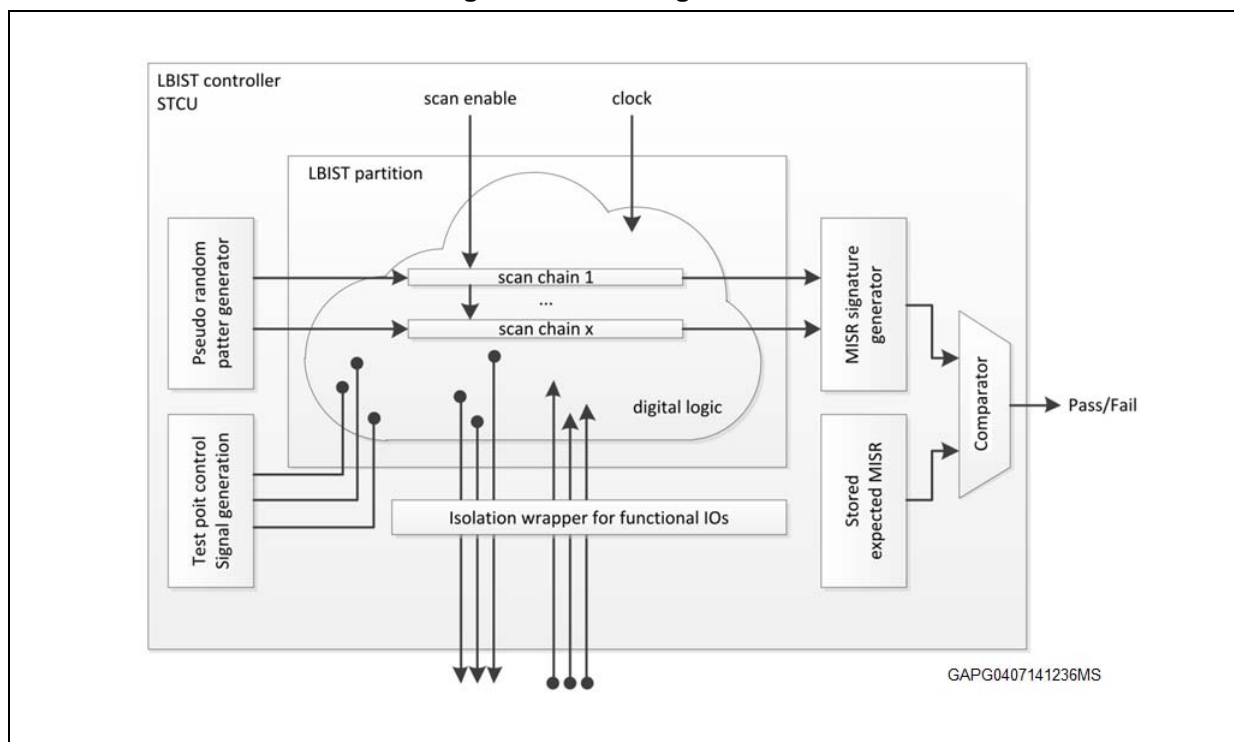 LBIST controller
STCU
scan enable
clock
LBIST partition
Pseudo random
patter generator
scan chain 1
...
scan chain x
digital logic
MISR signature
generator
Comparator
Pass/Fail
Test poit control
Signal generation
Isolation wrapper for functional IOs
Stored
expected MISR
GAPG0407141236MS